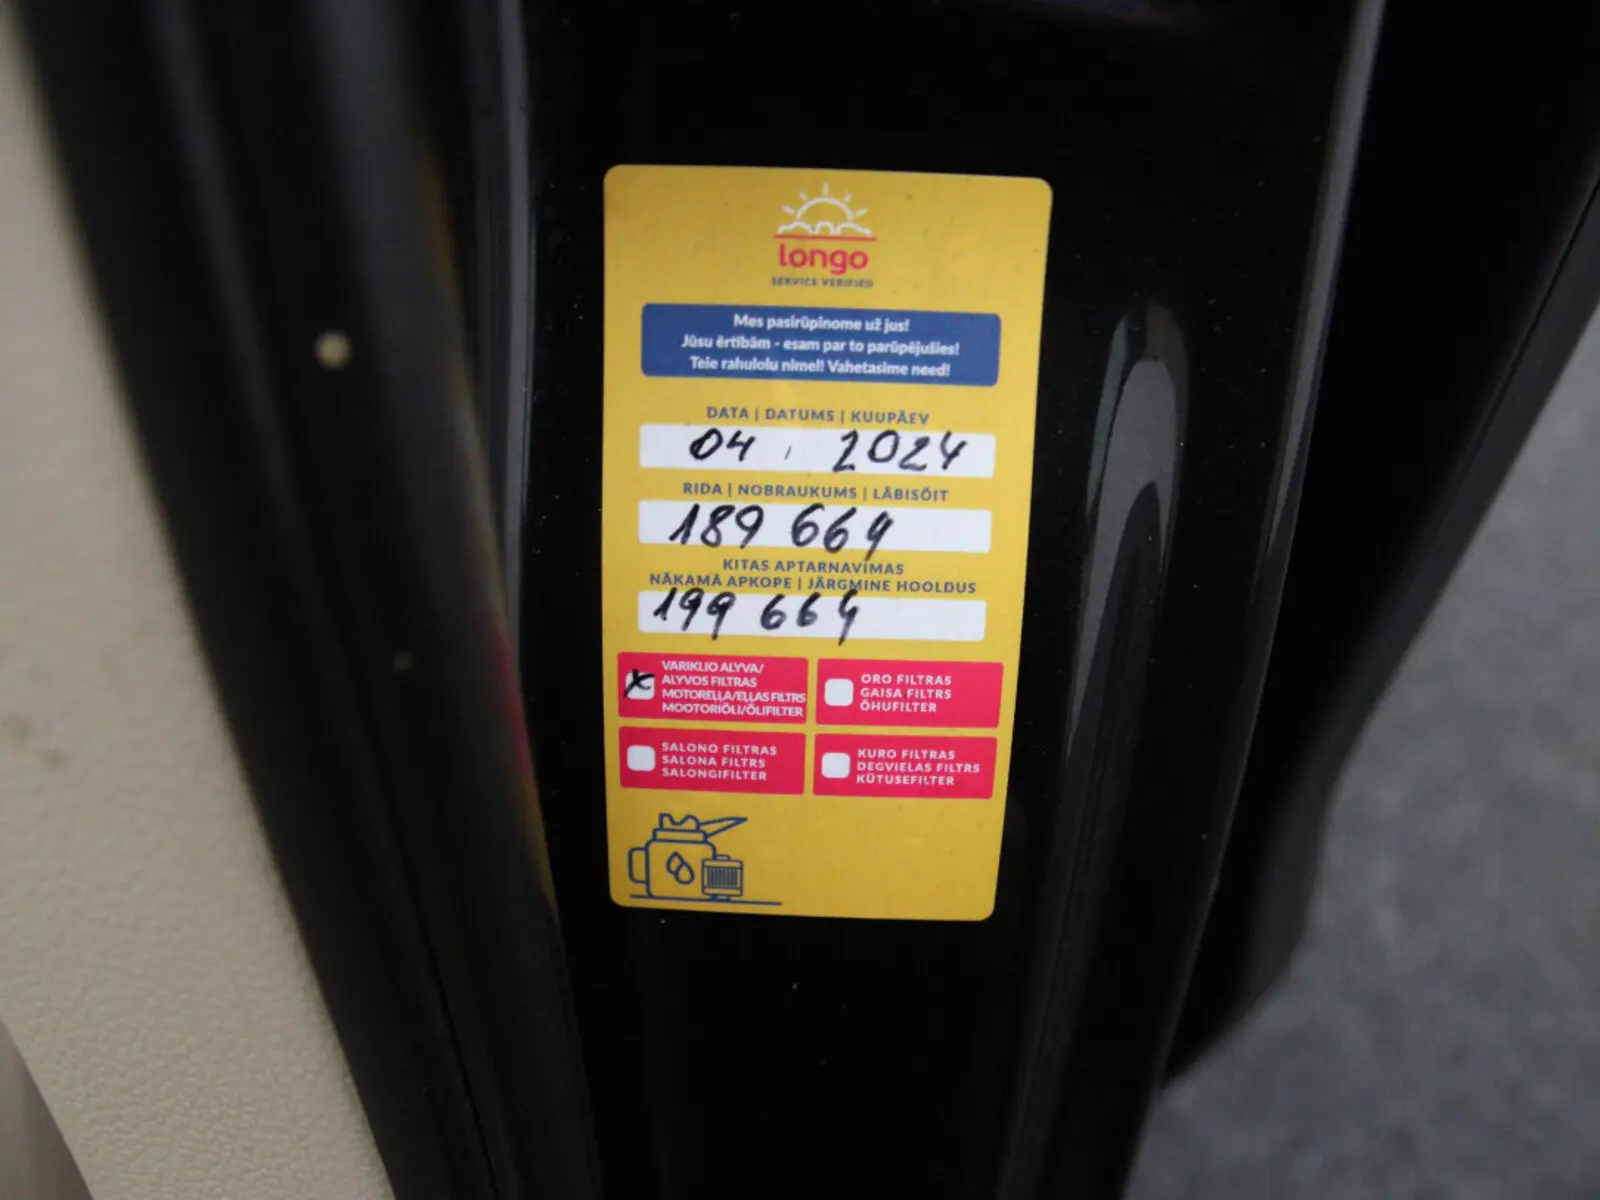 longo
SERVICE VERIFIED
Mes pasirūpinome už jus!
Jūsu ērtībām - esam par to parūpējušies!
Teie rahulolu nimel! Vahetasime need!
DATA | DATUMS | KUUPÄEV
04 . 2024
RIDA | NOBRAUKUMS | LÄBISÕIT
189 664
KITAS APTARNAVIMAS
NĀKAMĀ APKOPE | JÄRGMINE HOOLDUS
199 664
x VARIKLIO ALYVA/
ALYVOS FILTRAS
MOTOREĻĻA/EĻĻAS FILTRS
MOOTORIÕLI/ÕLIFILTER
ORO FILTRAS
GAISA FILTRS
ÕHUFILTER
SALONO FILTRAS
SALONA FILTRS
SALONGIFILTER
KURO FILTRAS
DEGVIELAS FILTRS
KÜTUSEFILTER